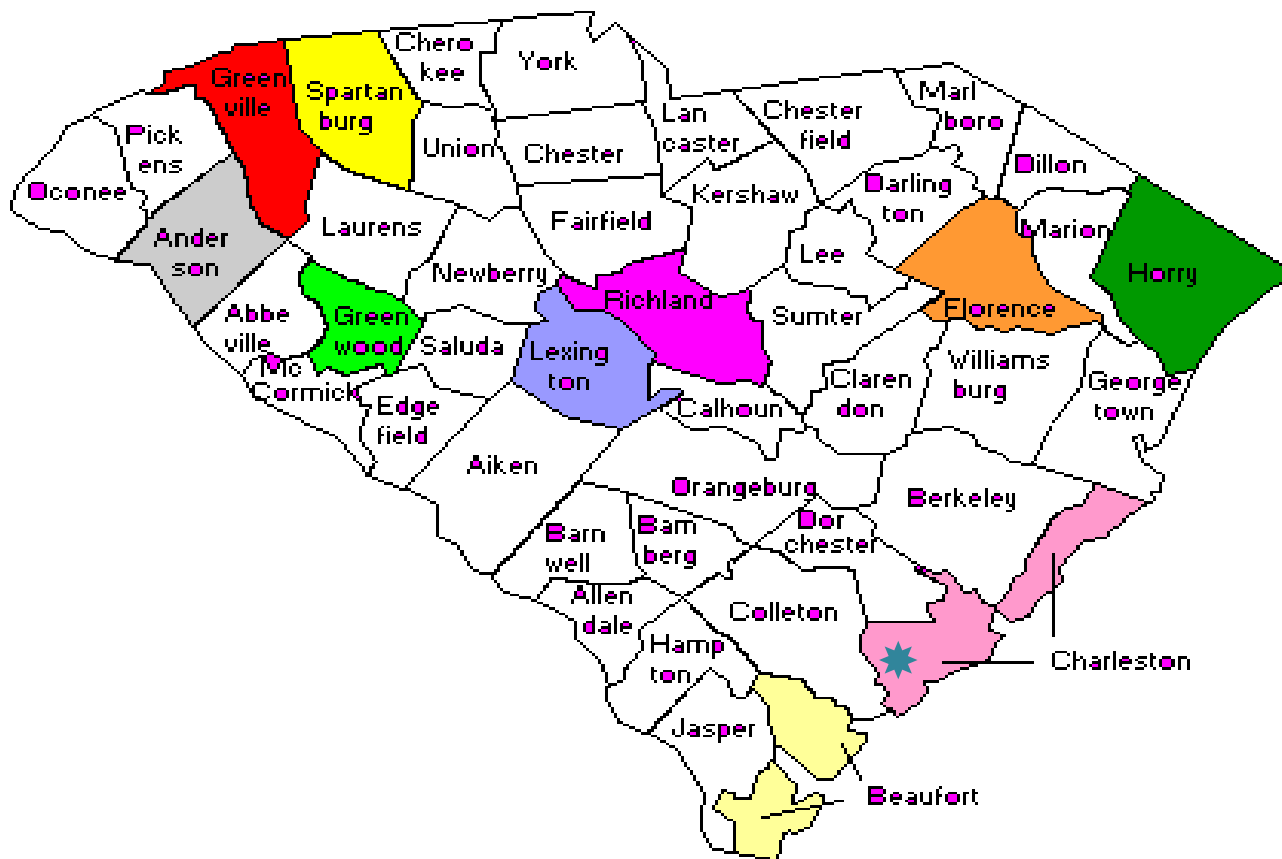 Chero
kee
York
Green
ville
Spartan
burg
Marl
boro
Lan
caster
Chester
field
Pick
ens
Union
Chester
Dillon
Oconee
Kershaw
Darling
ton
Laurens
Fairfield
Marion
Ander
son
Lee
Newberry
Horry
Richland
Abbe
ville
Green
wood
Sumter
Florence
Saluda
Lexing
ton
Williams
burg
Mc
Cormick
Claren
don
George
town
Edge
field
Calhoun
Aiken
Orangeburg
Berkeley
Barn
well
Bam
berg
Dor
chester
Allen
dale
Colleton
Hamp
ton
Charleston
Jasper
Beaufort